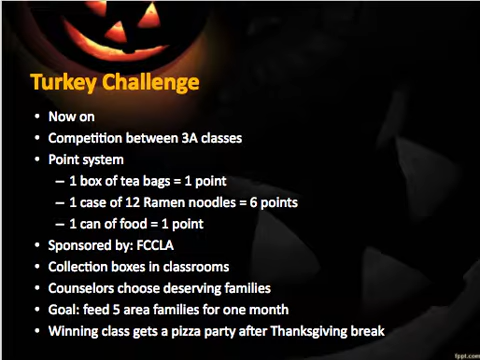 Turkey Challenge
• Now on
• Competition between 3A classes
• Point system
– 1 box of tea bags = 1 point
– 1 case of 12 Ramen noodles = 6 points
– 1 can of food = 1 point
• Sponsored by: FCCLA
• Collection boxes in classrooms
• Counselors choose deserving families
• Goal: feed 5 area families for one month
• Winning class gets a pizza party after Thanksgiving break
fppt.com